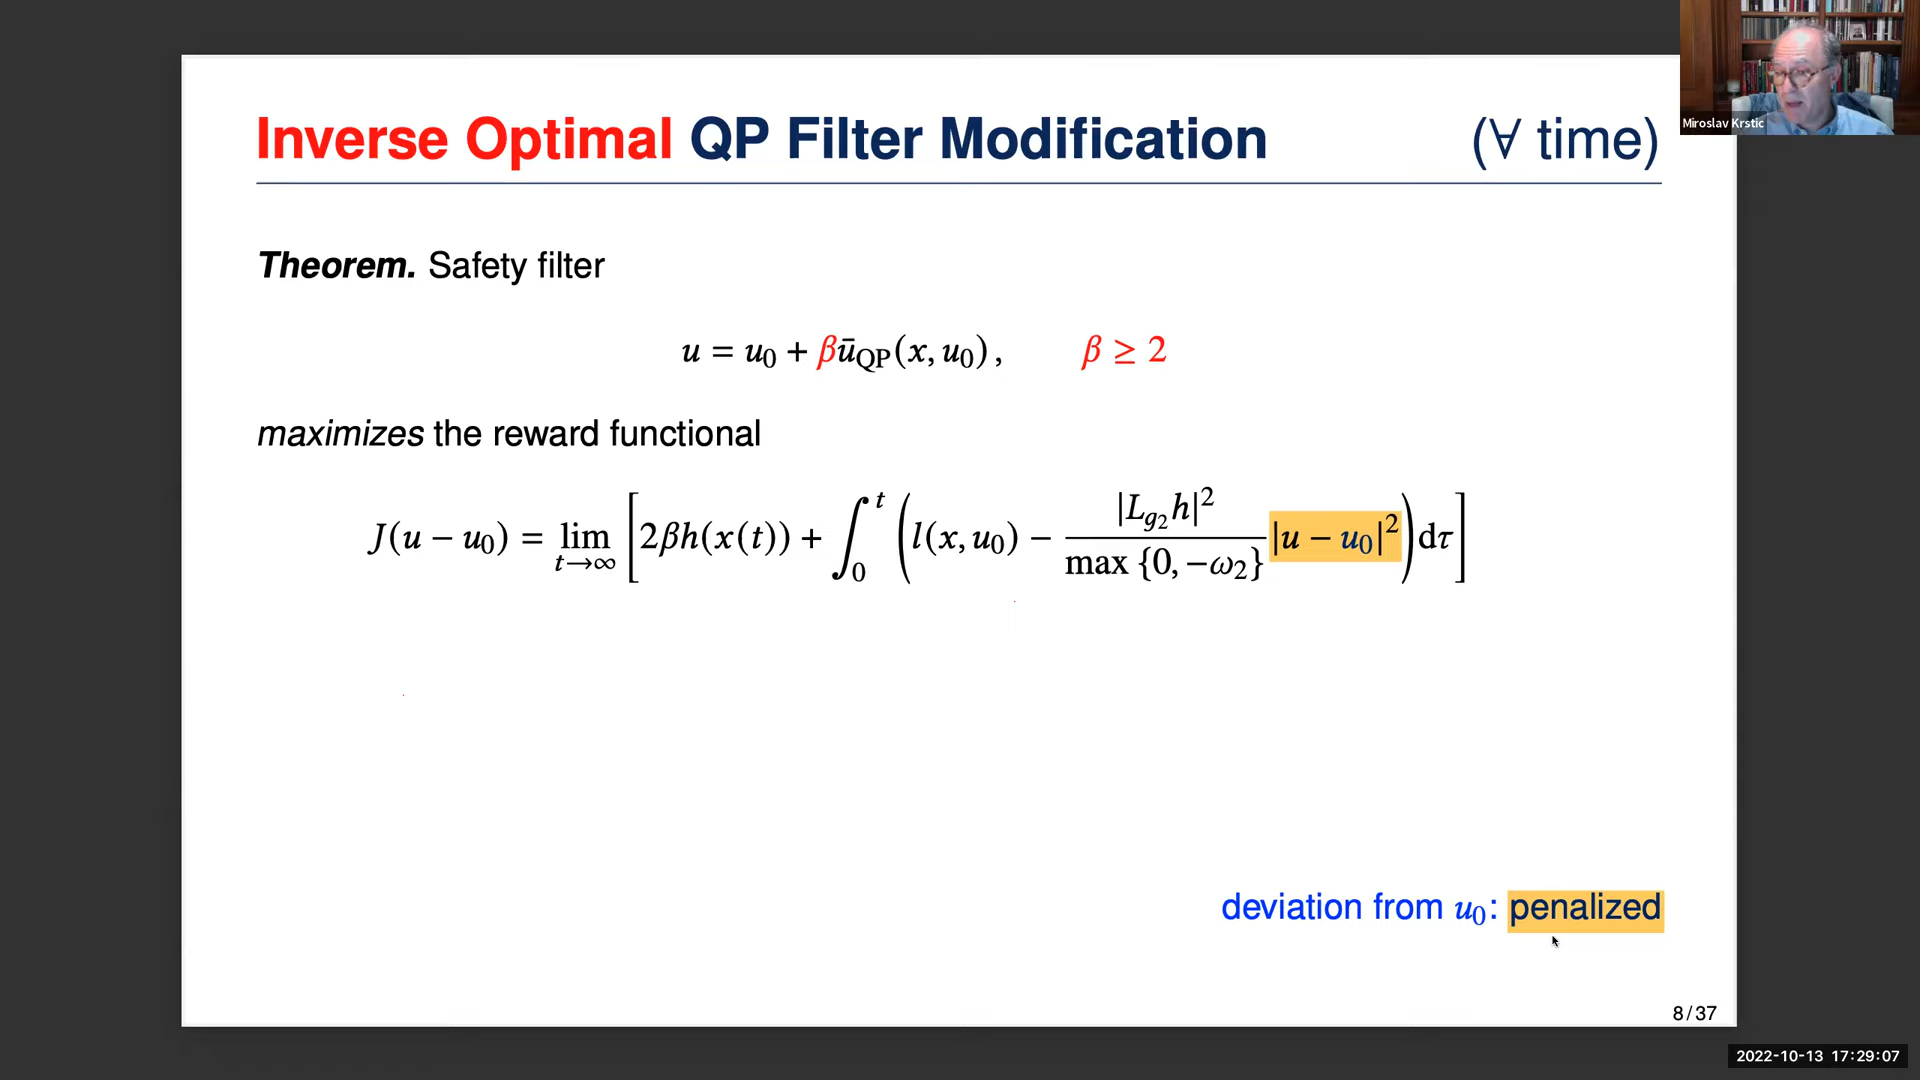 Inverse Optimal QP Filter Modification (∀ time)
Miroslav Krstic
Theorem. Safety filter
u = u₀ + βūQP(x, u₀), β ≥ 2
maximizes the reward functional
J(u − u₀) = lim t→∞ [2βh(x(t)) + ∫₀ᵗ (l(x, u₀) − |L_{g₂}h|² / max {0, −ω₂} |u − u₀|²) dτ]
deviation from u₀: penalized
8/37
2022-10-13 17:29:07